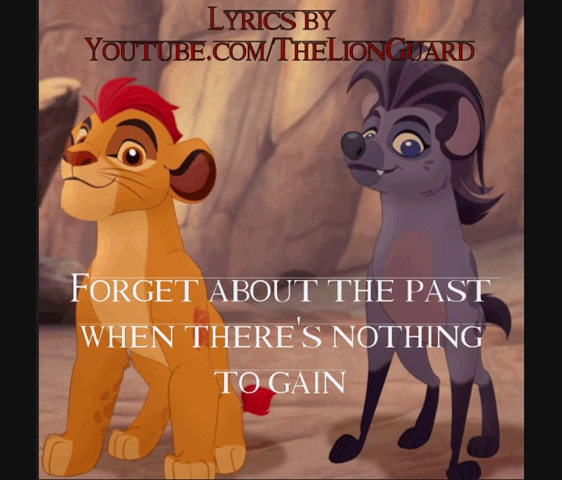 Lyrics by
Youtube.com/TheLionGuard
Forget about the past
when there's nothing
to gain